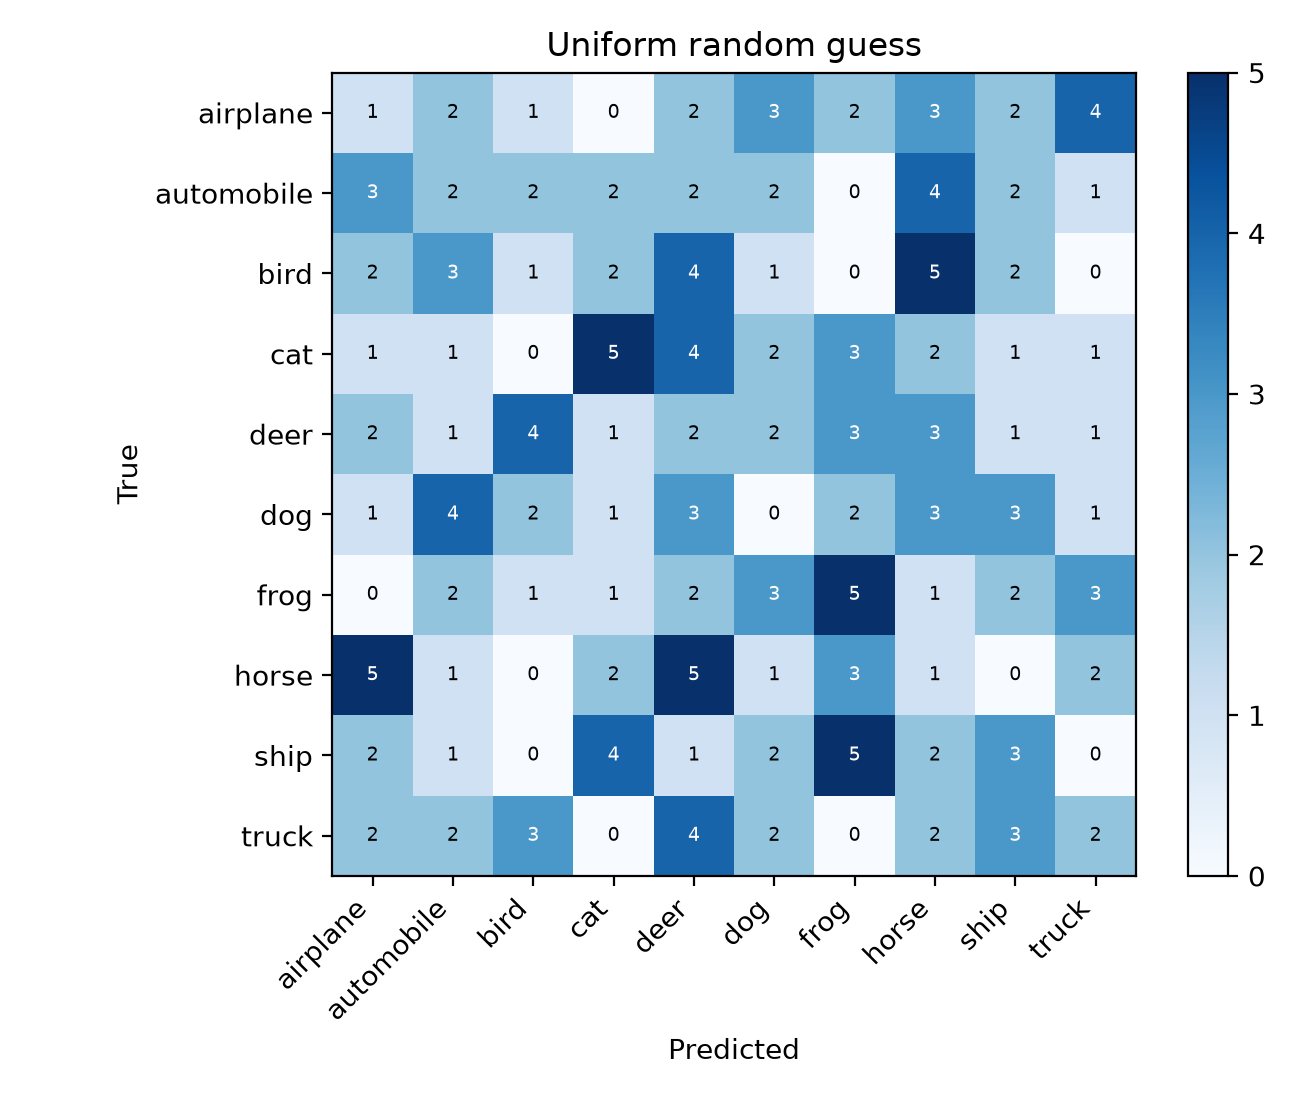 Uniform random guess
airplane 1 2 1 0 2 3 2 3 2 4
automobile 3 2 2 2 2 2 0 4 2 1
bird 2 3 1 2 4 1 0 5 2 0
cat 1 1 0 5 4 2 3 2 1 1
deer 2 1 4 1 2 2 3 3 1 1
dog 1 4 2 1 3 0 2 3 3 1
frog 0 2 1 1 2 3 5 1 2 3
horse 5 1 0 2 5 1 3 1 0 2
ship 2 1 0 4 1 2 5 2 3 0
truck 2 2 3 0 4 2 0 2 3 2
airplane automobile bird cat deer dog frog horse ship truck
Predicted
True
5
4
3
2
1
0